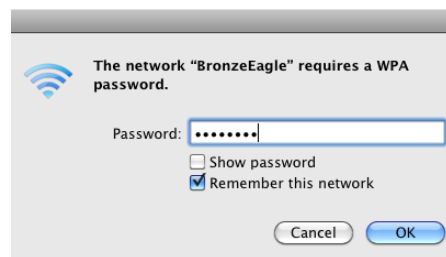 The network “BronzeEagle” requires a WPA
password.
Password: ••••••••
Show password
Remember this network
Cancel OK